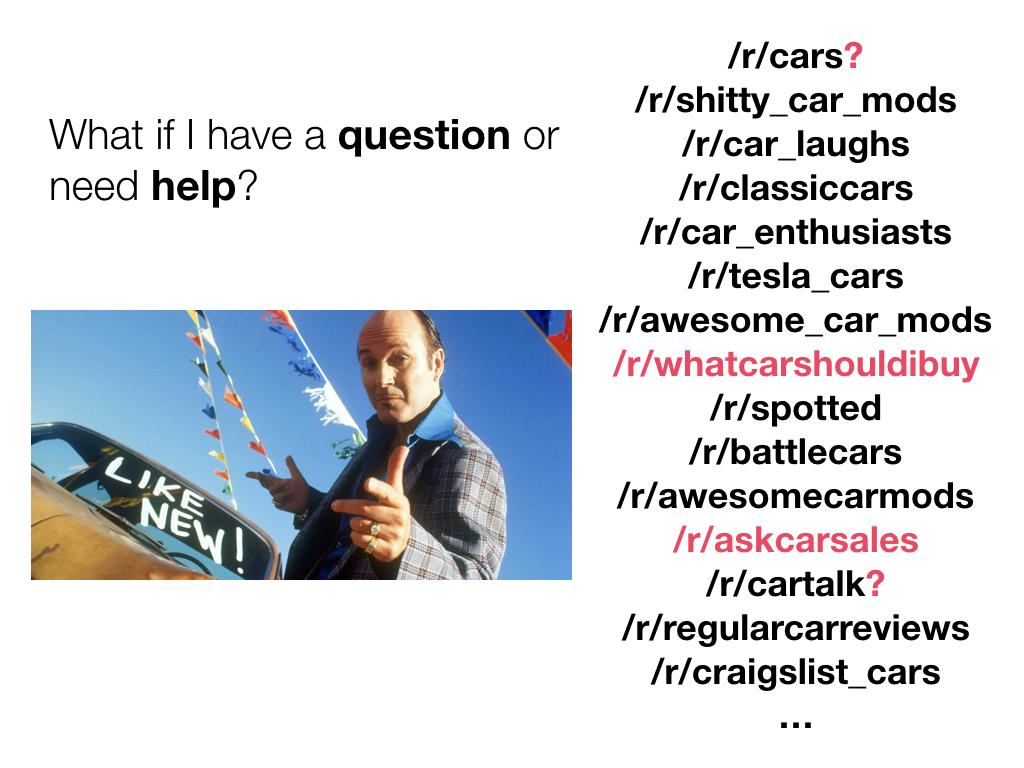 What if I have a question or
need help?
LIKE
NEW!
/r/cars?
/r/shitty_car_mods
/r/car_laughs
/r/classiccars
/r/car_enthusiasts
/r/tesla_cars
/r/awesome_car_mods
/r/whatcarshouldibuy
/r/spotted
/r/battlecars
/r/awesomecarmods
/r/askcarsales
/r/cartalk?
/r/regularcarreviews
/r/craigslist_cars
...